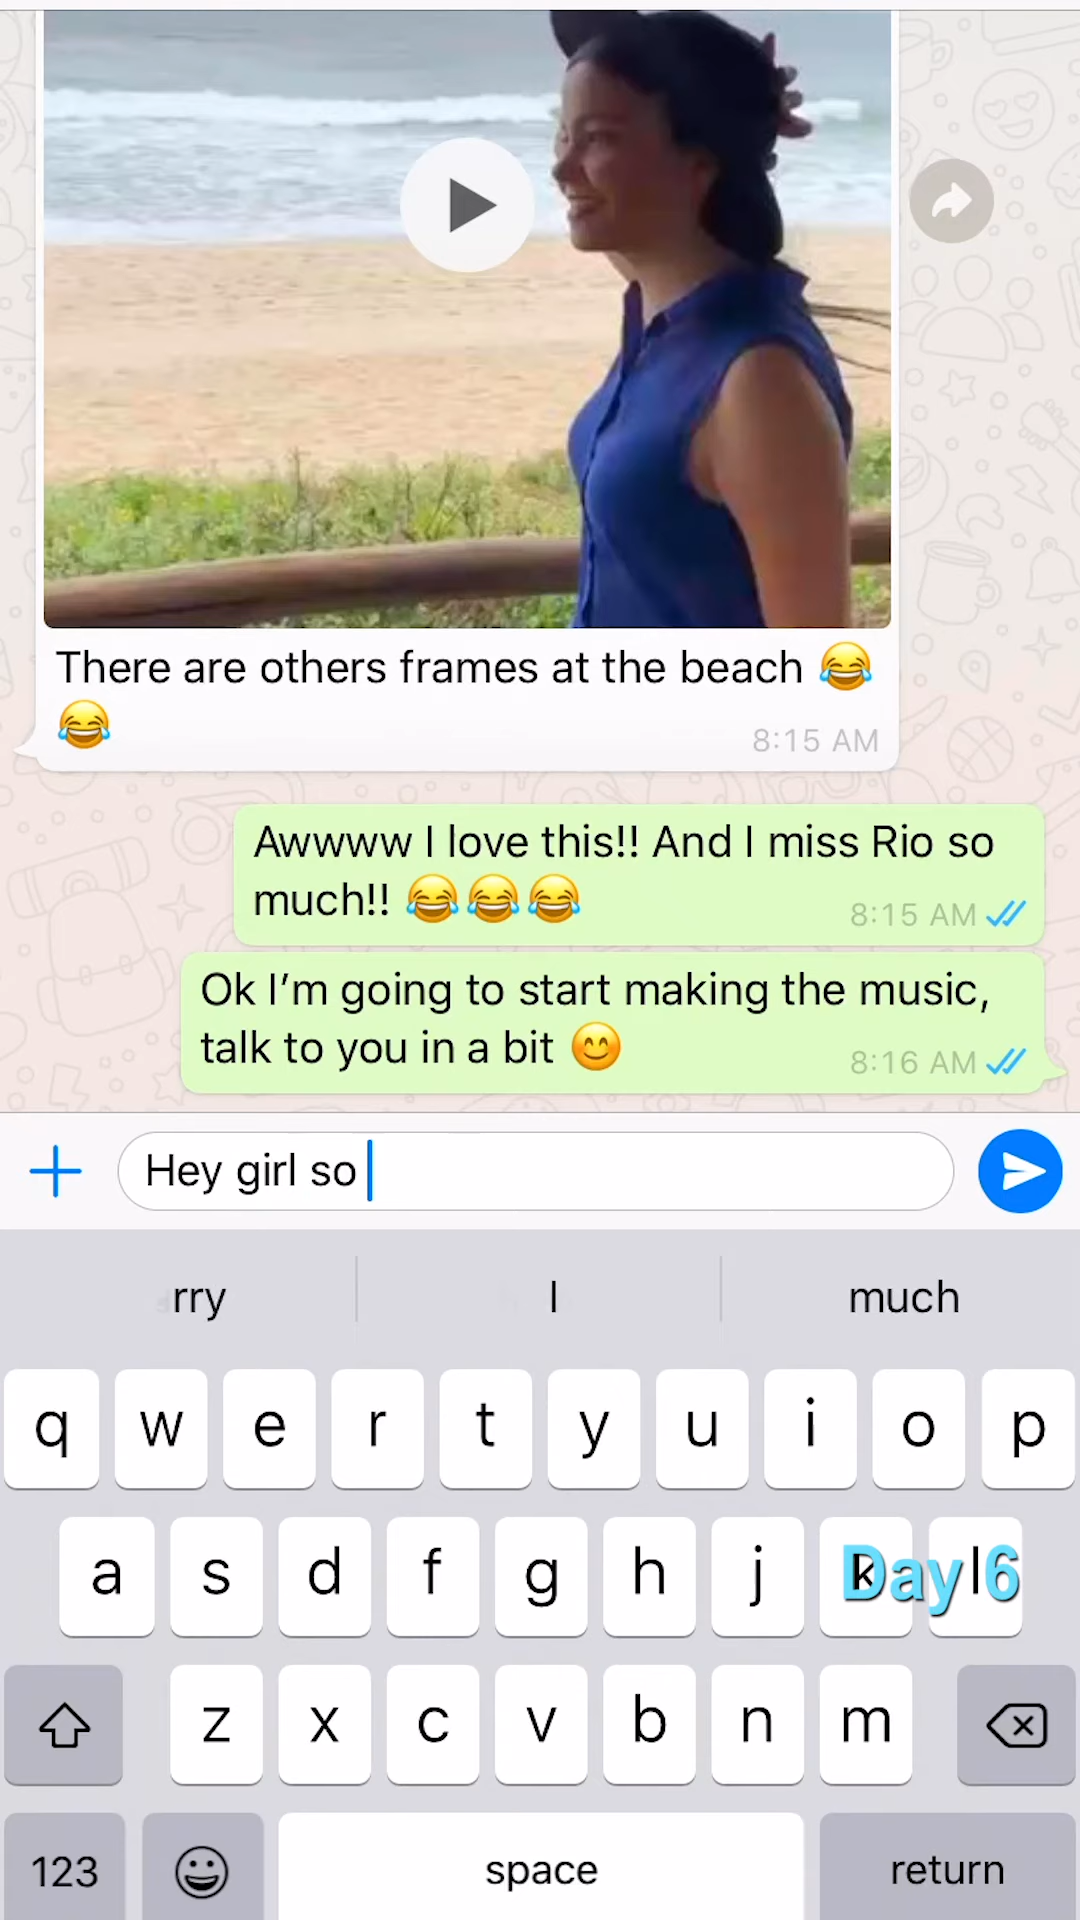 There are others frames at the beach 😂
😂
8:15 AM
Awwww I love this!! And I miss Rio so
much!! 😂😂😂
8:15 AM
Ok I’m going to start making the music,
talk to you in a bit 😊
8:16 AM
Hey girl so
rry I much
q w e r t y u i o p
a s d f g h j k l
Day 6
z x c v b n m
123 space return